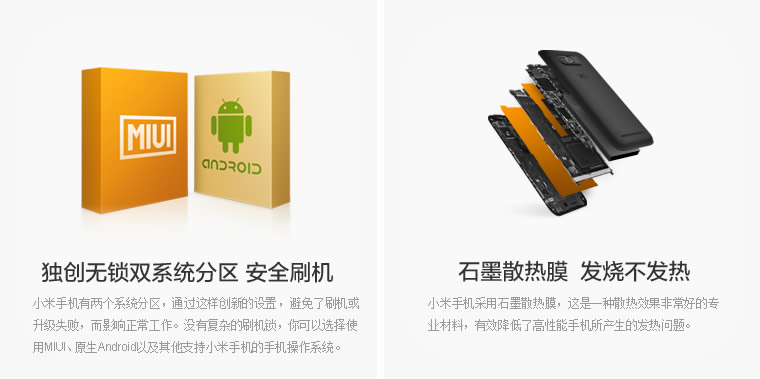 MIUI
ANDROID
独创无锁双系统分区 安全刷机
小米手机有两个系统分区，通过这样创新的设置，避免了刷机或
升级失败，而影响正常工作。没有复杂的刷机锁，你可以选择使
用MIUI、原生Android以及其他支持小米手机的手机操作系统。
石墨散热膜 发烧不发热
小米手机采用石墨散热膜，这是一种散热效果非常好的专
业材料，有效降低了高性能手机所产生的发热问题。